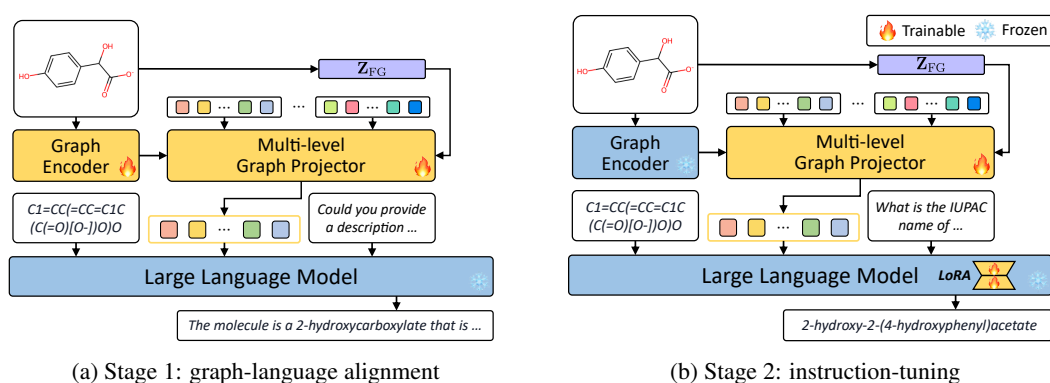 OH
HO
O-
O
Z_FG
...
...
...
Graph
Encoder
Multi-level
Graph Projector
C1=CC(=CC=C1C
(C(=O)[O-])O)O
...
Could you provide
a description ...
Large Language Model
The molecule is a 2-hydroxycarboxylate that is ...
(a) Stage 1: graph-language alignment
Trainable
Frozen
OH
HO
O-
O
Z_FG
...
...
...
Graph
Encoder
Multi-level
Graph Projector
C1=CC(=CC=C1C
(C(=O)[O-])O)O
...
What is the IUPAC
name of ...
Large Language Model
LoRA
2-hydroxy-2-(4-hydroxyphenyl)acetate
(b) Stage 2: instruction-tuning